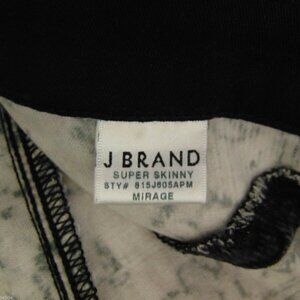 J BRAND
SUPER SKINNY
STY# 815J605APM
MIRAGE